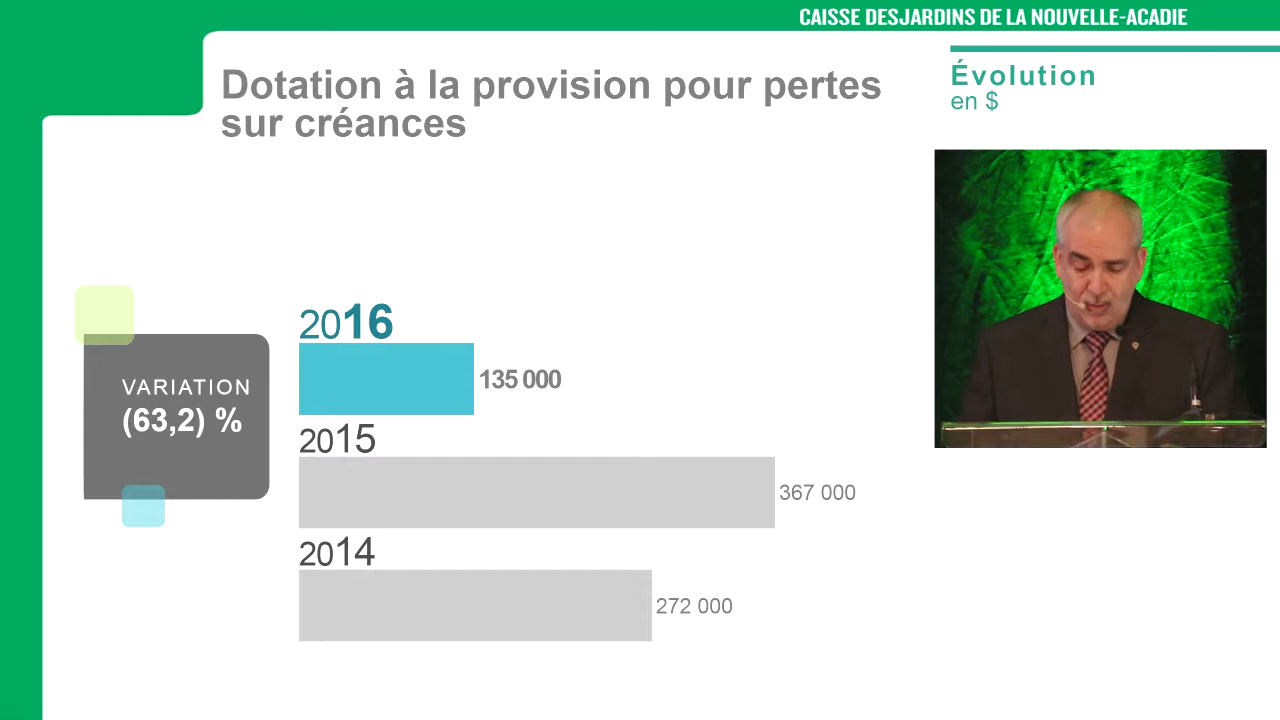 CAISSE DESJARDINS DE LA NOUVELLE-ACADIE
Dotation à la provision pour pertes
sur créances
Évolution
en $
VARIATION
(63,2) %
2016
135 000
2015
367 000
2014
272 000